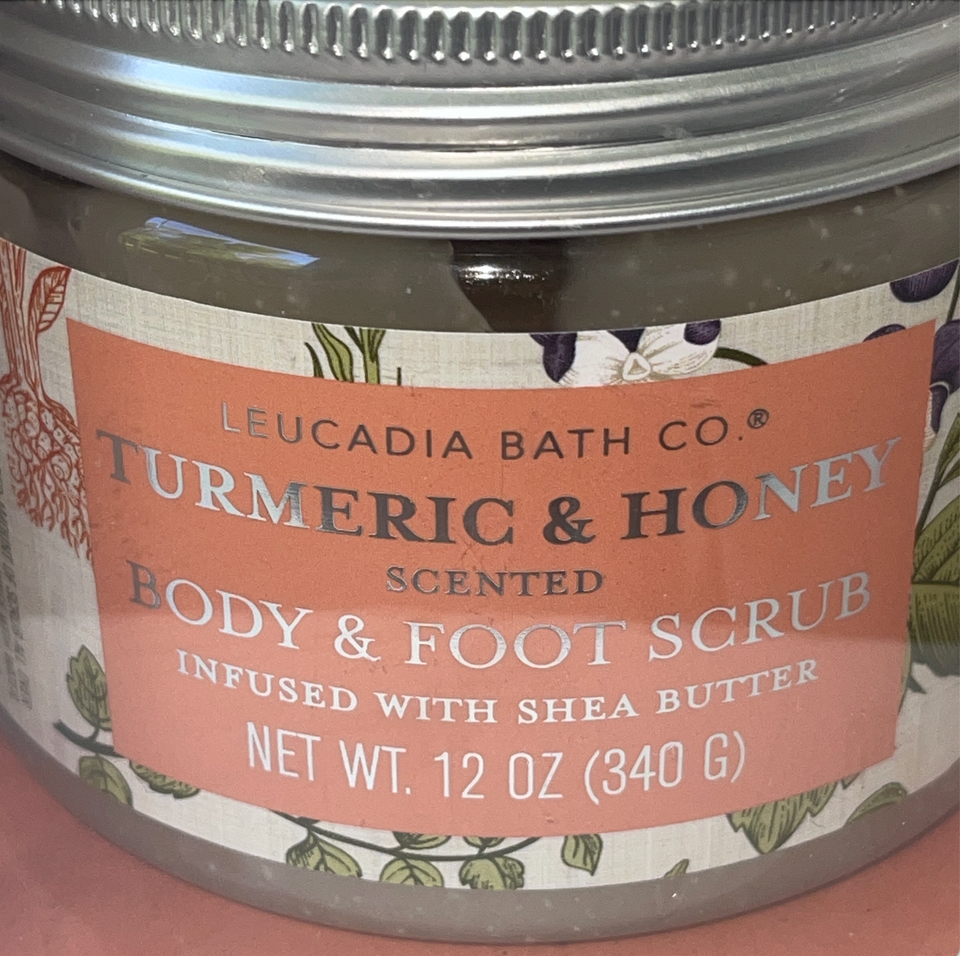 LEUCADIA BATH CO.®
TURMERIC & HONEY
SCENTED
BODY & FOOT SCRUB
INFUSED WITH SHEA BUTTER
NET WT. 12 OZ (340 G)